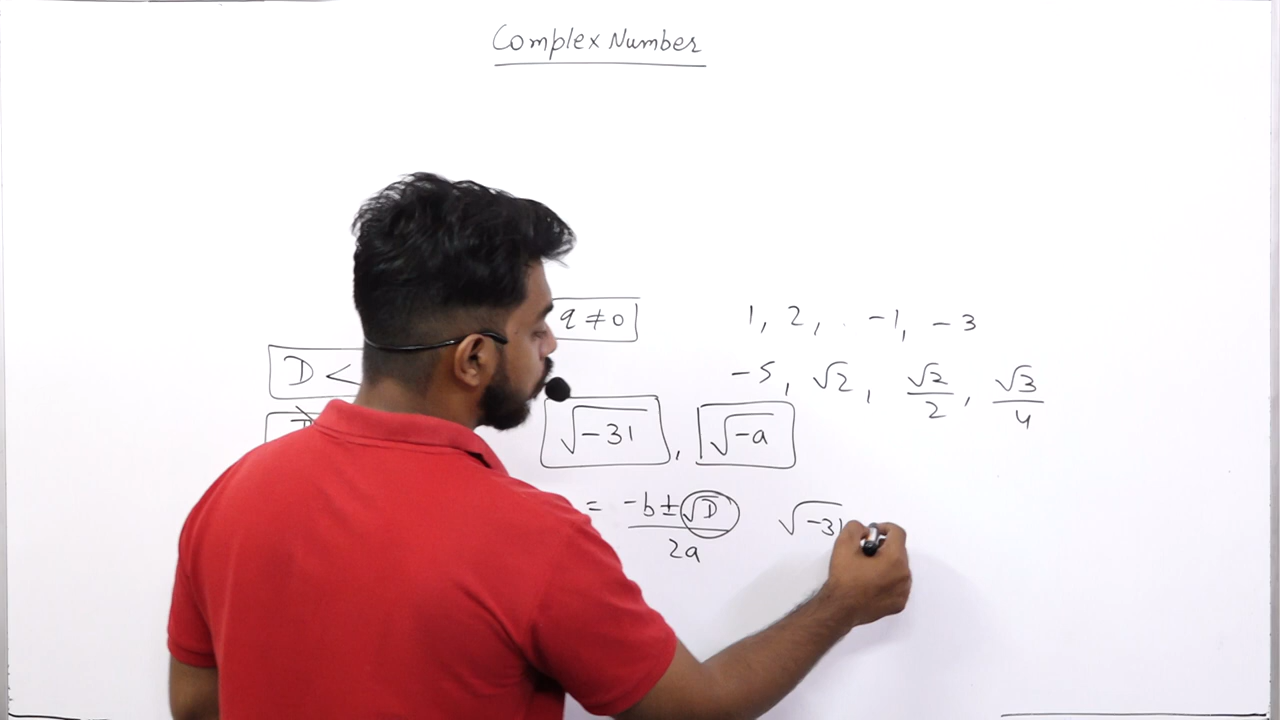 Complex Number
q ≠ 0
1, 2, . -1, -3
D <
-5, √2, √2/2, √3/4
√-31, √-a
= -b ± √D / 2a
√-31